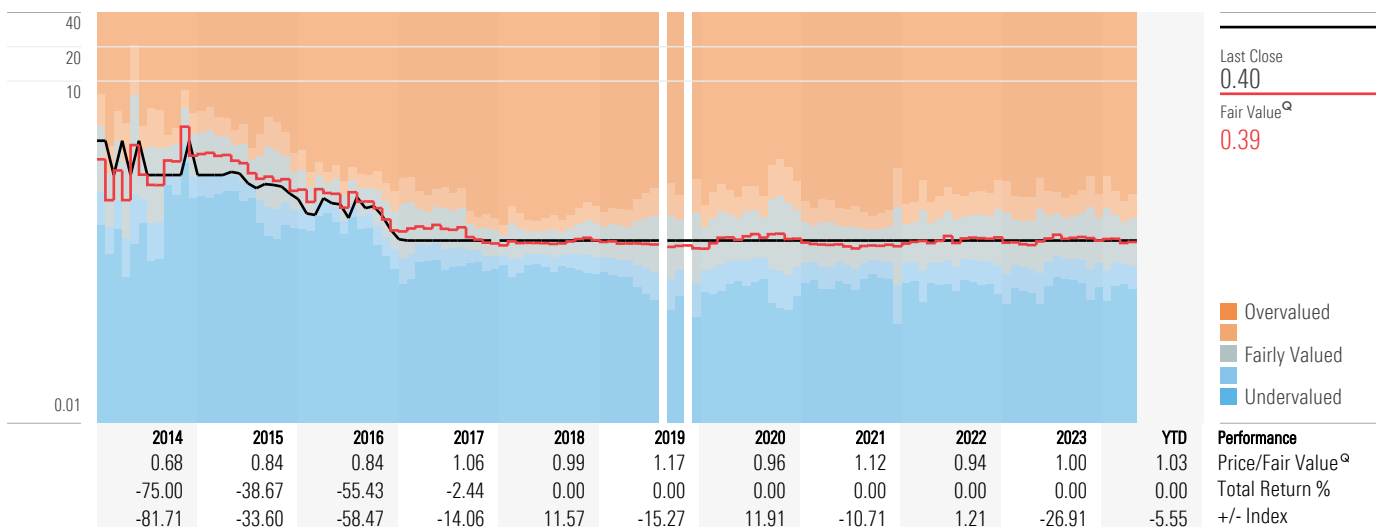 40
20
10
0.01
Last Close
0.40
Fair Value Q
0.39
Overvalued
Fairly Valued
Undervalued
2014 2015 2016 2017 2018 2019 2020 2021 2022 2023 YTD Performance
0.68 0.84 0.84 1.06 0.99 1.17 0.96 1.12 0.94 1.00 1.03 Price/Fair Value Q
-75.00 -38.67 -55.43 -2.44 0.00 0.00 0.00 0.00 0.00 0.00 0.00 Total Return %
-81.71 -33.60 -58.47 -14.06 11.57 -15.27 11.91 -10.71 1.21 -26.91 -5.55 +/- Index